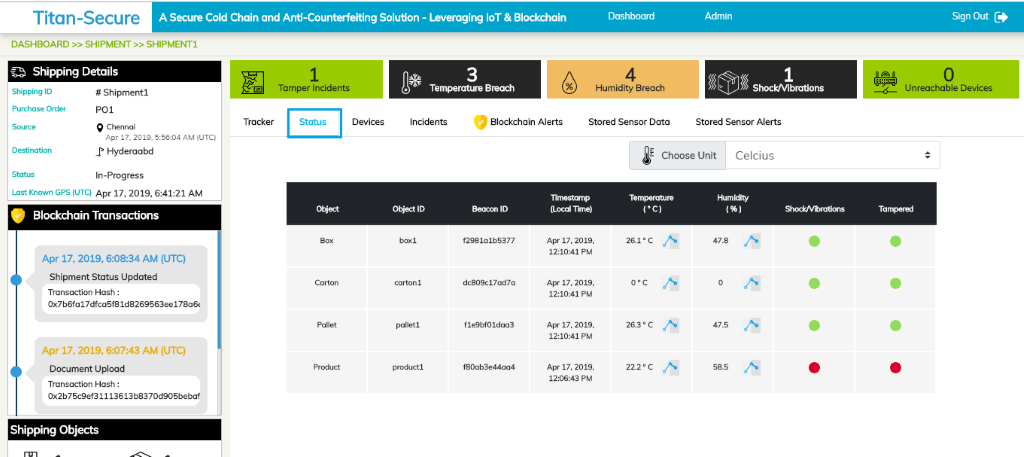 Titan-Secure
A Secure Cold Chain and Anti-Counterfeiting Solution - Leveraging IoT & Blockchain
Dashboard
Admin
Sign Out
DASHBOARD >> SHIPMENT >> SHIPMENT1
Shipping Details
Shipping ID # Shipment1
Purchase Order PO1
Source Chennai
Apr 17, 2019, 5:56:04 AM (UTC)
Destination Hyderaabd
Status In-Progress
Last Known GPS (UTC) Apr 17, 2019, 6:41:21 AM
Blockchain Transactions
Apr 17, 2019, 6:08:34 AM (UTC)
Shipment Status Updated
Transaction Hash :
0x7b6fa17dfca5f81d8269563ee178a6
Apr 17, 2019, 6:07:43 AM (UTC)
Document Upload
Transaction Hash :
0x2b75c9ef31113613b8370d905beba
Shipping Objects
1
Tamper Incidents
3
Temperature Breach
4
Humidity Breach
1
Shock/Vibrations
0
Unreachable Devices
Tracker Status Devices Incidents Blockchain Alerts Stored Sensor Data Stored Sensor Alerts
Choose Unit Celcius
Object Object ID Beacon ID Timestamp (Local Time) Temperature ( ° C ) Humidity ( % ) Shock/Vibrations Tampered
Box box1 f2981a1b5377 Apr 17, 2019, 12:10:41 PM 26.1 ° C 47.8
Carton carton1 dc809c17ad7a Apr 17, 2019, 12:10:41 PM 0 ° C 0
Pallet pallet1 f1e9bf01daa3 Apr 17, 2019, 12:10:41 PM 26.3 ° C 47.5
Product product1 f80ab3e44aa4 Apr 17, 2019, 12:06:43 PM 22.2 ° C 58.5